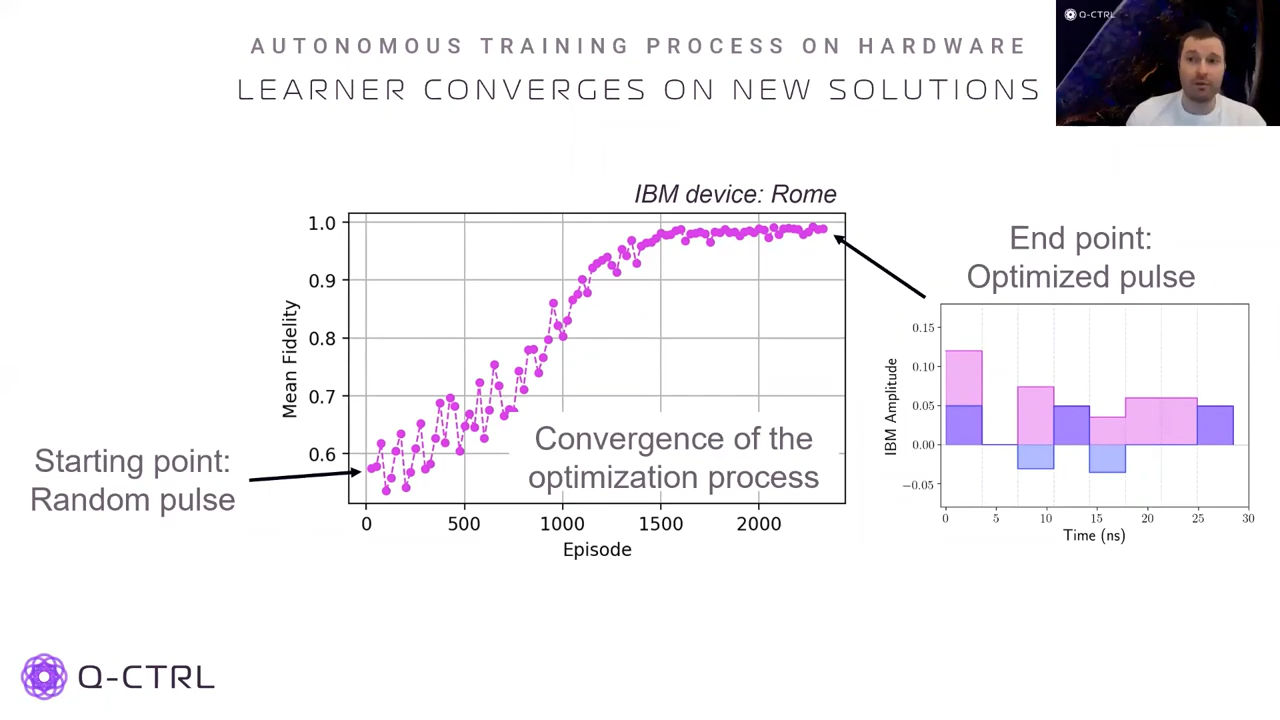 Q-CTRL
AUTONOMOUS TRAINING PROCESS ON HARDWARE
LEARNER CONVERGES ON NEW SOLUTIONS
IBM device: Rome
1.0
0.9
0.8
0.7
0.6
Mean Fidelity
0
500
1000
1500
2000
Episode
Convergence of the
optimization process
Starting point:
Random pulse
End point:
Optimized pulse
0.15
0.10
0.05
0.00
−0.05
IBM Amplitude
0
5
10
15
20
25
30
Time (ns)
Q-CTRL